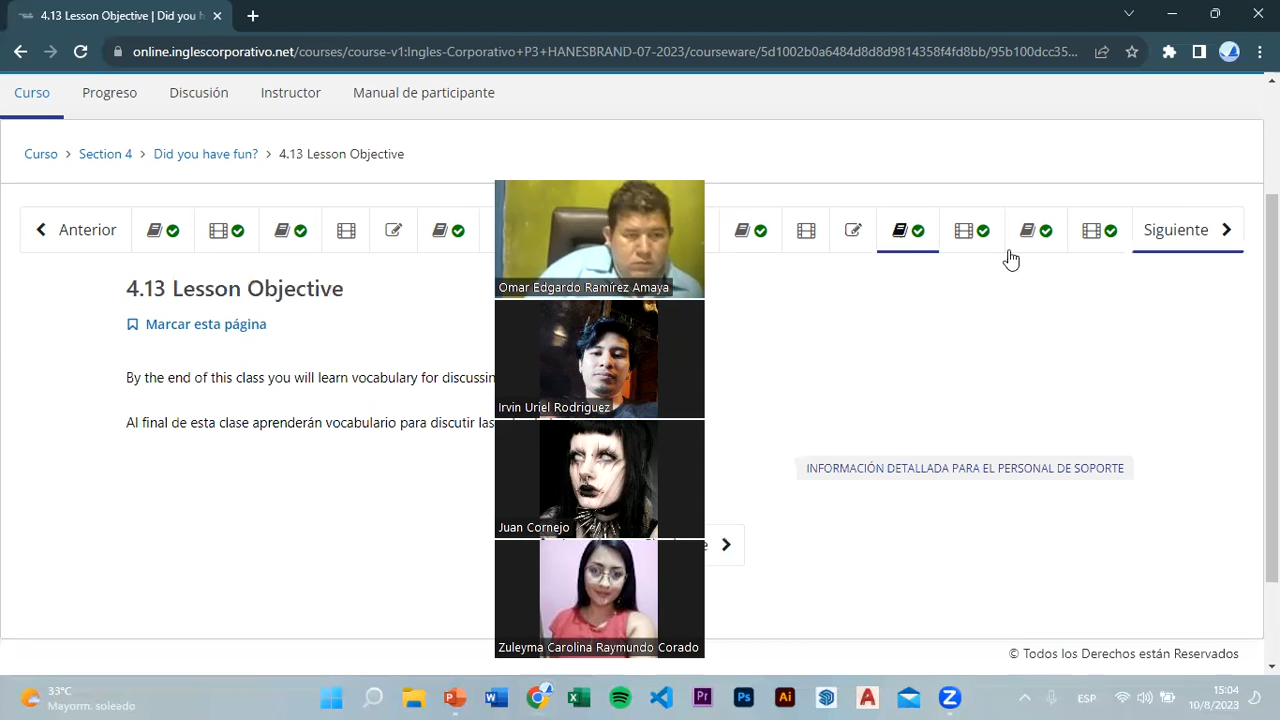 4.13 Lesson Objective | Did you h
online.inglescorporativo.net/courses/course-v1:Ingles-Corporativo+P3+HANESBRAND-07-2023/courseware/5d1002b0a6484d8d8d9814358f4fd8bb/95b100dcc35...
Curso Progreso Discusión Instructor Manual de participante
Curso > Section 4 > Did you have fun? > 4.13 Lesson Objective
Anterior Siguiente
4.13 Lesson Objective
Marcar esta página
By the end of this class you will learn vocabulary for discussin
Al final de esta clase aprenderán vocabulario para discutir las
INFORMACIÓN DETALLADA PARA EL PERSONAL DE SOPORTE
Omar Edgardo Ramírez Amaya
Irvin Uriel Rodriguez
Juan Cornejo
Zuleyma Carolina Raymundo Corado
© Todos los Derechos están Reservados
33°C
Mayorm. soleado
W
X
Pr
Ps
Ai
A
Z
ESP
15:04
10/8/2023